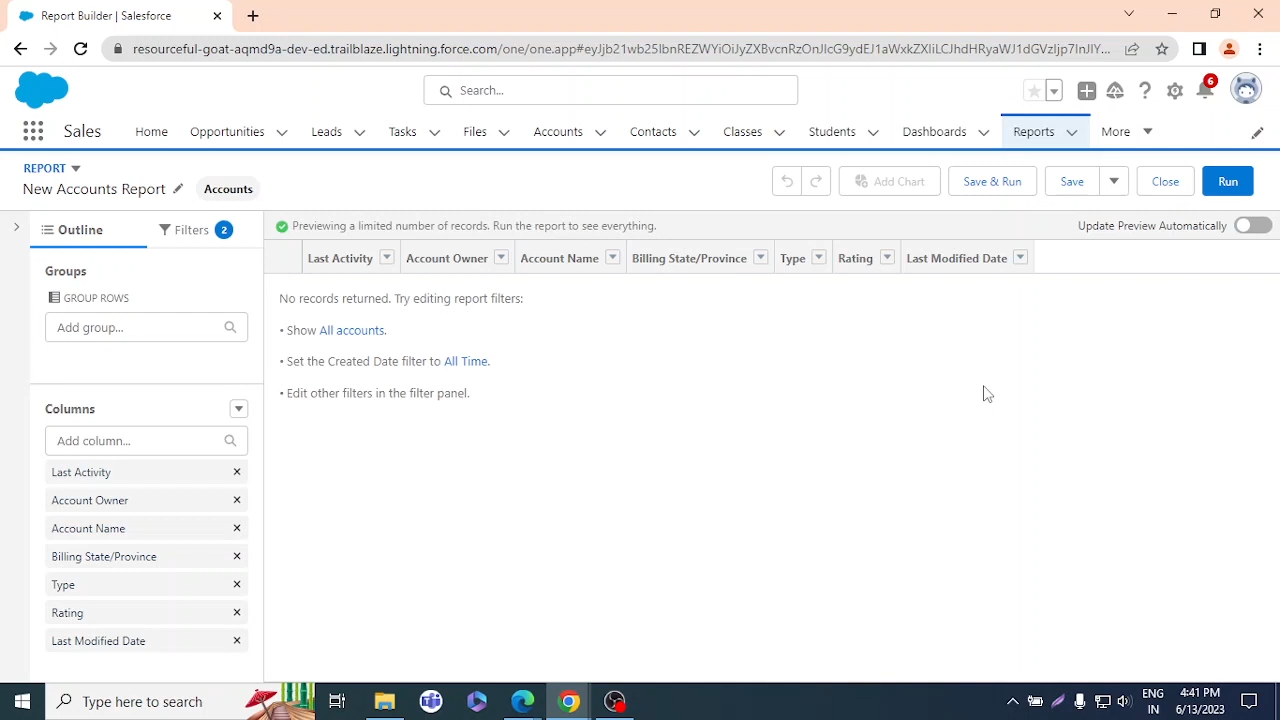 Report Builder | Salesforce
resourceful-goat-aqmd9a-dev-ed.trailblaze.lightning.force.com/one/one.app#eyJjb21wb25lbnREZWYiOiJyZXBvcnRzOnJlcG9ydEJ1aWxkZXIiLCJhdHRyaWJ1dGVzIjp7InJlY...
Search...
6
Sales
Home
Opportunities
Leads
Tasks
Files
Accounts
Contacts
Classes
Students
Dashboards
Reports
More
REPORT
New Accounts Report
Accounts
Add Chart
Save & Run
Save
Close
Run
Outline
Filters 2
Previewing a limited number of records. Run the report to see everything.
Update Preview Automatically
Groups
GROUP ROWS
Add group...
Columns
Add column...
Last Activity
Account Owner
Account Name
Billing State/Province
Type
Rating
Last Modified Date
Last Activity
Account Owner
Account Name
Billing State/Province
Type
Rating
Last Modified Date
No records returned. Try editing report filters:
• Show All accounts.
• Set the Created Date filter to All Time.
• Edit other filters in the filter panel.
Type here to search
ENG
IN
4:41 PM
6/13/2023